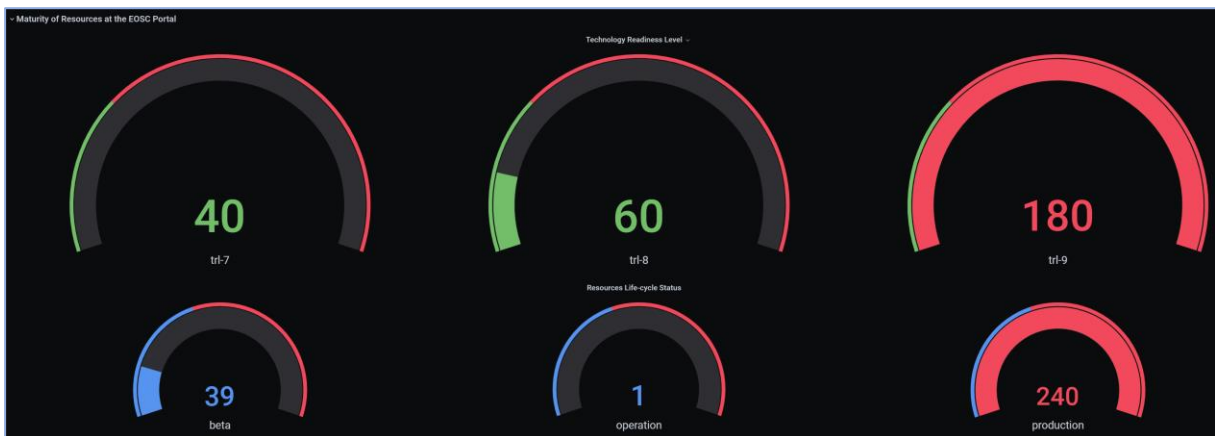 Maturity of Resources at the EOSC Portal
Technology Readiness Level
40 60 180
trl-7 trl-8 trl-9
Resources Life-cycle Status
39 1 240
beta operation production